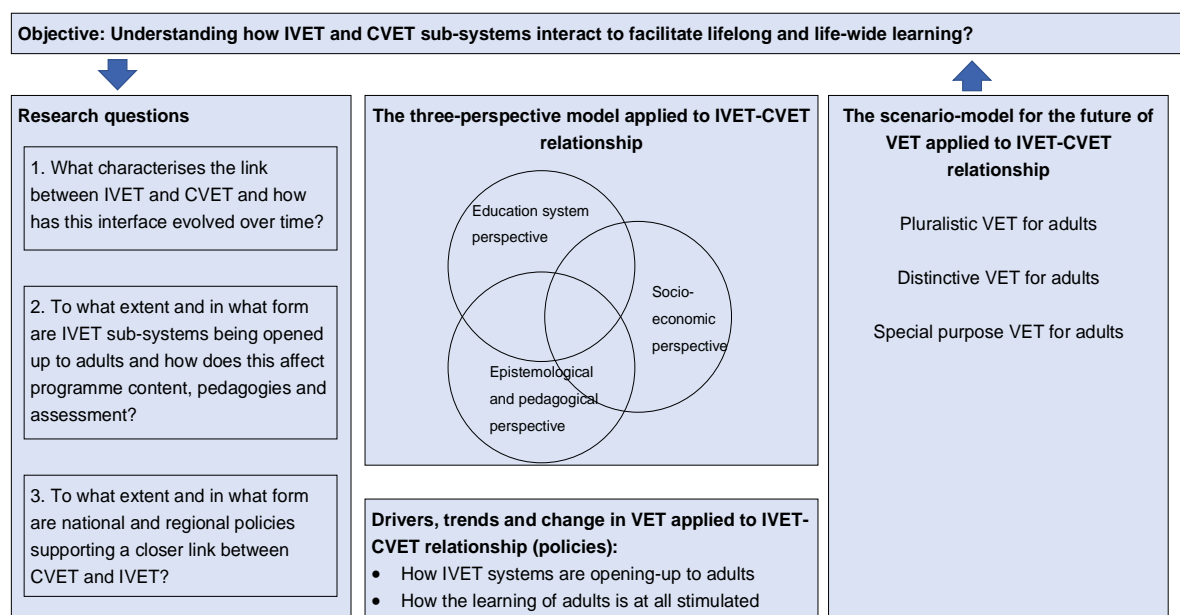 Objective: Understanding how IVET and CVET sub-systems interact to facilitate lifelong and life-wide learning?
Research questions
1. What characterises the link
between IVET and CVET and how
has this interface evolved over time?
2. To what extent and in what form
are IVET sub-systems being opened
up to adults and how does this affect
programme content, pedagogies and
assessment?
3. To what extent and in what form
are national and regional policies
supporting a closer link between
CVET and IVET?
The three-perspective model applied to IVET-CVET
relationship
Education system
perspective
Socio-
economic
perspective
Epistemological
and pedagogical
perspective
Drivers, trends and change in VET applied to IVET-
CVET relationship (policies):
• How IVET systems are opening-up to adults
• How the learning of adults is at all stimulated
The scenario-model for the future of
VET applied to IVET-CVET
relationship
Pluralistic VET for adults
Distinctive VET for adults
Special purpose VET for adults